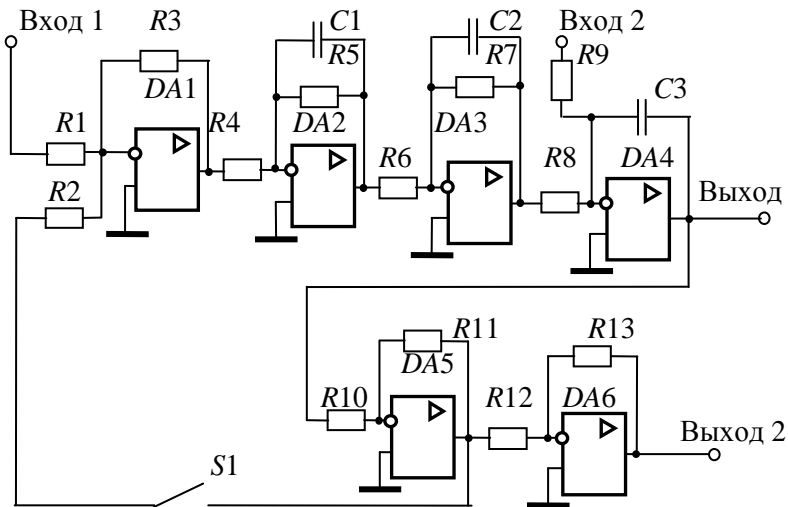 Вход 1
R3
C1
C2
Вход 2
R5
R7
R9
DA1
C3
R1
R4
DA2
DA3
R2
R6
R8
DA4
Выход
R11
R13
DA5
R10
R12
DA6
Выход 2
S1